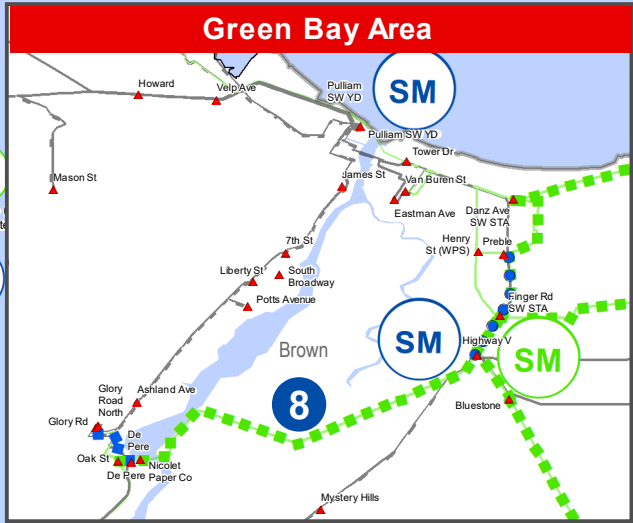 Green Bay Area
Howard
Velp Ave
Pulliam
SW YD
SM
Pulliam SW YD
Tower Dr
Mason St
James St
Van Buren St
Eastman Ave
Danz Ave
SW STA
Henry
St (WPS)
Preble
7th St
Liberty St
South
Broadway
Potts Avenue
Finger Rd
SW STA
Brown
SM
Highway V
SM
8
Bluestone
Glory
Road
North
Ashland Ave
Glory Rd
De
Pere
Oak St
De Pere
Nicolet
Paper Co
Mystery Hills